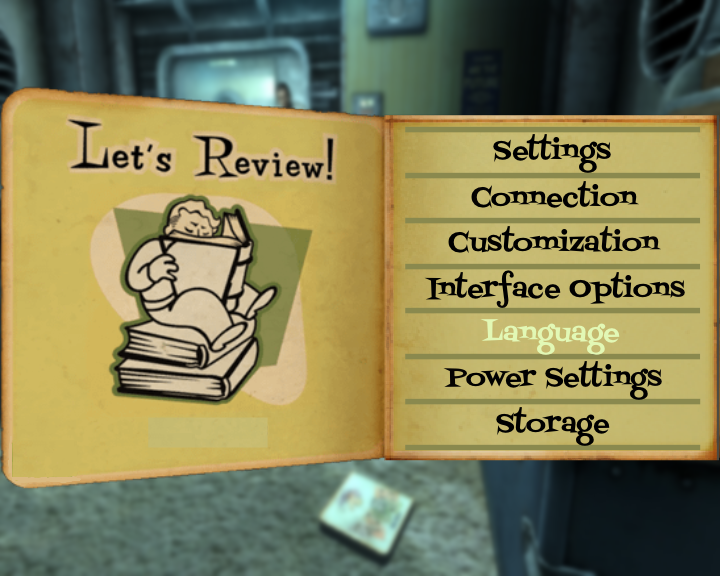 Let's Review!
Settings
Connection
Customization
Interface Options
Language
Power Settings
Storage